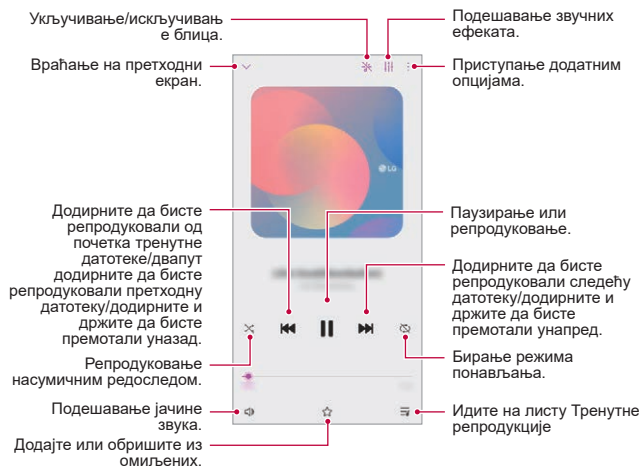 Укључивање/искључивањ
е блица.
Подешавање звучних
ефеката.
Враћање на претходни
екран.
Приступање додатним
опцијама.
LG
Додирните да бисте
репродуковали од
почетка тренутне
датотеке/двапут
додирните да бисте
репродуковали претходну
датотеку/додирните и
држите да бисте
премотали уназад.
Паузирање или
репродуковање.
Додирните да бисте
репродуковали следећу
датотеку/додирните и
држите да бисте
премотали унапред.
Репродуковање
насумичним редоследом.
Бирање режима
понављања.
Подешавање јачине
звука.
Идите на листу Тренутне
репродукције
Додајте или обришите из
омиљених.